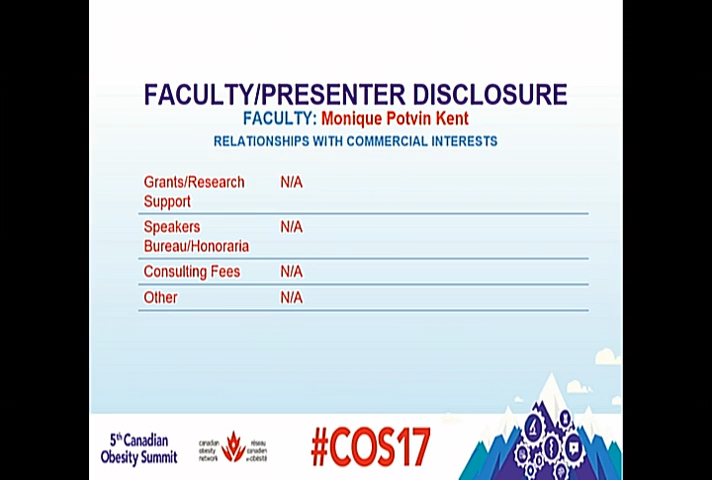 FACULTY/PRESENTER DISCLOSURE
FACULTY: Monique Potvin Kent
RELATIONSHIPS WITH COMMERCIAL INTERESTS
Grants/Research Support N/A
Speakers Bureau/Honoraria N/A
Consulting Fees N/A
Other N/A
5th Canadian
Obesity Summit
canadian
obesity
network
réseau
canadien
en obésité
#COS17